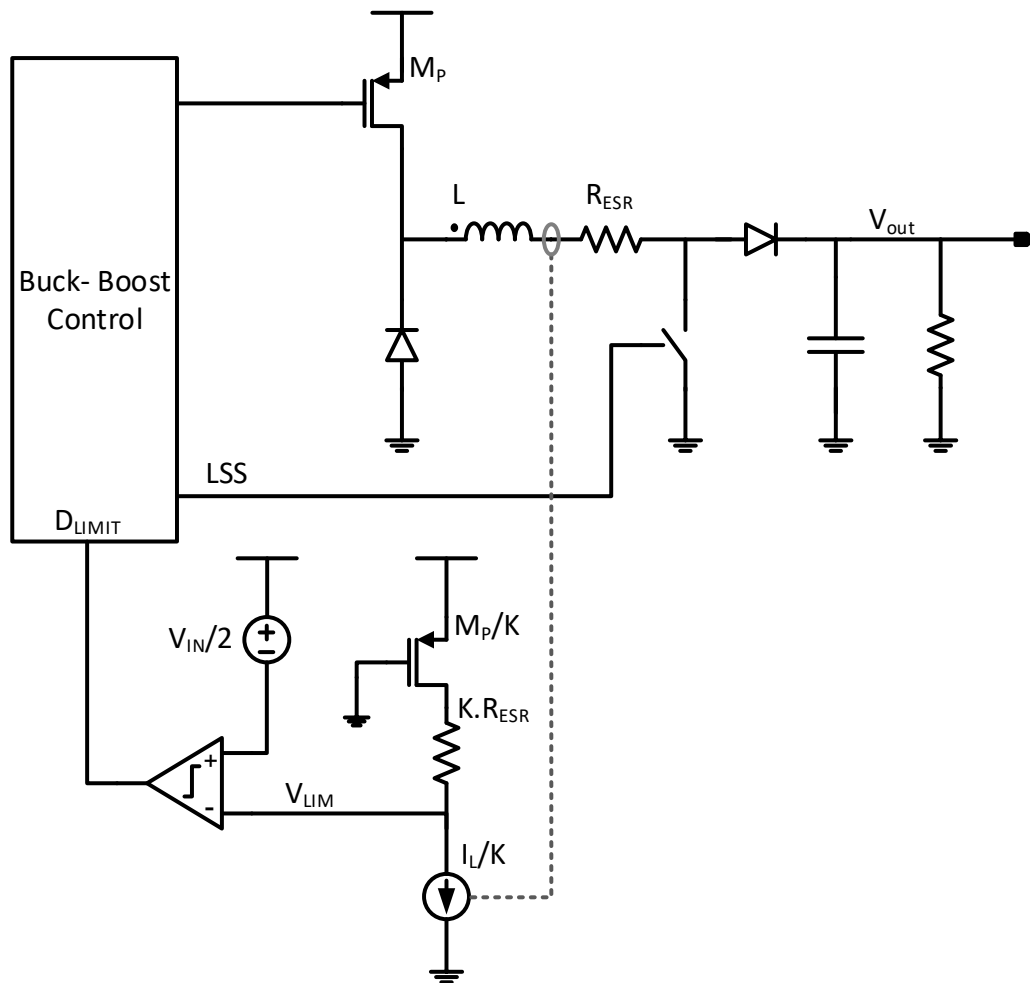 M_P
L
R_ESR
V_out
Buck- Boost
Control
LSS
D_LIMIT
V_IN/2
+
−
M_P/K
K.R_ESR
+
-
V_LIM
I_L/K